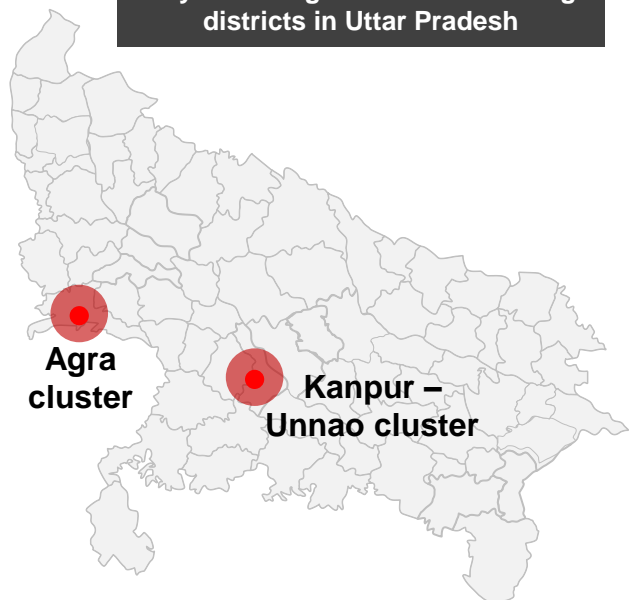 districts in Uttar Pradesh
Agra
cluster
Kanpur –
Unnao cluster